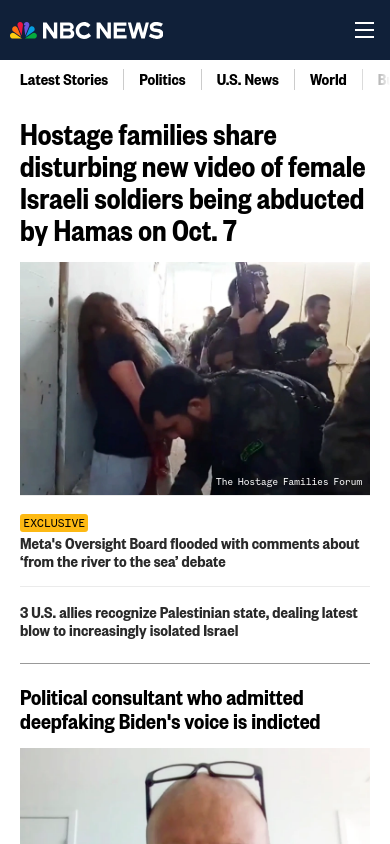 NBC NEWS
Latest Stories
Politics
U.S. News
World
Hostage families share
disturbing new video of female
Israeli soldiers being abducted
by Hamas on Oct. 7
The Hostage Families Forum
EXCLUSIVE
Meta's Oversight Board flooded with comments about
‘from the river to the sea’ debate
3 U.S. allies recognize Palestinian state, dealing latest
blow to increasingly isolated Israel
Political consultant who admitted
deepfaking Biden's voice is indicted